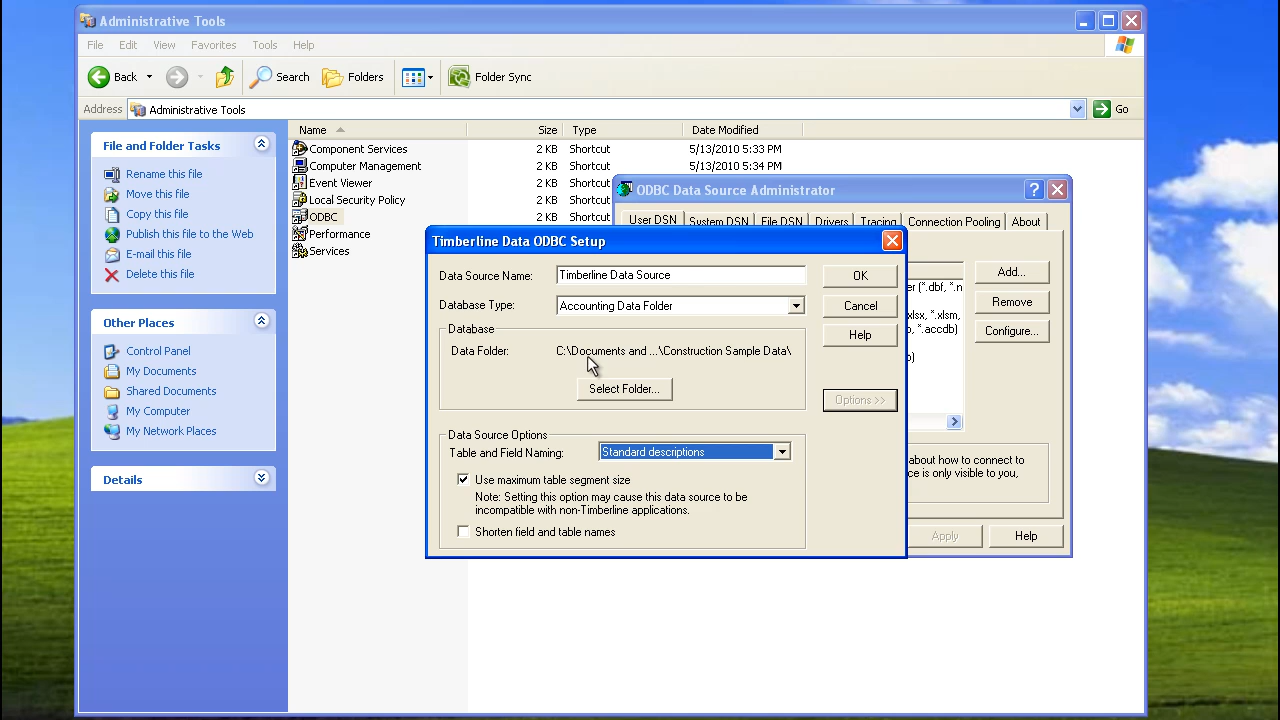 Administrative Tools
File Edit View Favorites Tools Help
Back Search Folders Folder Sync
Address Administrative Tools Go
File and Folder Tasks
Rename this file
Move this file
Copy this file
Publish this file to the Web
E-mail this file
Delete this file
Other Places
Control Panel
My Documents
Shared Documents
My Computer
My Network Places
Details
Name Size Type Date Modified
Component Services 2 KB Shortcut 5/13/2010 5:33 PM
Computer Management 2 KB Shortcut 5/13/2010 5:34 PM
Event Viewer 2 KB Shortcut
Local Security Policy 2 KB Shortcut
ODBC 2 KB Shortcut
Performance
Services
ODBC Data Source Administrator
User DSN System DSN File DSN Drivers Tracing Connection Pooling About
Add...
Remove
Configure...
(*.dbf, *.n
xlsx, *.xlsm,
*.accdb)
about how to connect to
is only visible to you,
Apply Help
Timberline Data ODBC Setup
Data Source Name: Timberline Data Source OK
Database Type: Accounting Data Folder Cancel
Database Help
Data Folder: C:\Documents and ...\Construction Sample Data\
Select Folder...
Options >>
Data Source Options
Table and Field Naming: Standard descriptions
Use maximum table segment size
Note: Setting this option may cause this data source to be
incompatible with non-Timberline applications.
Shorten field and table names